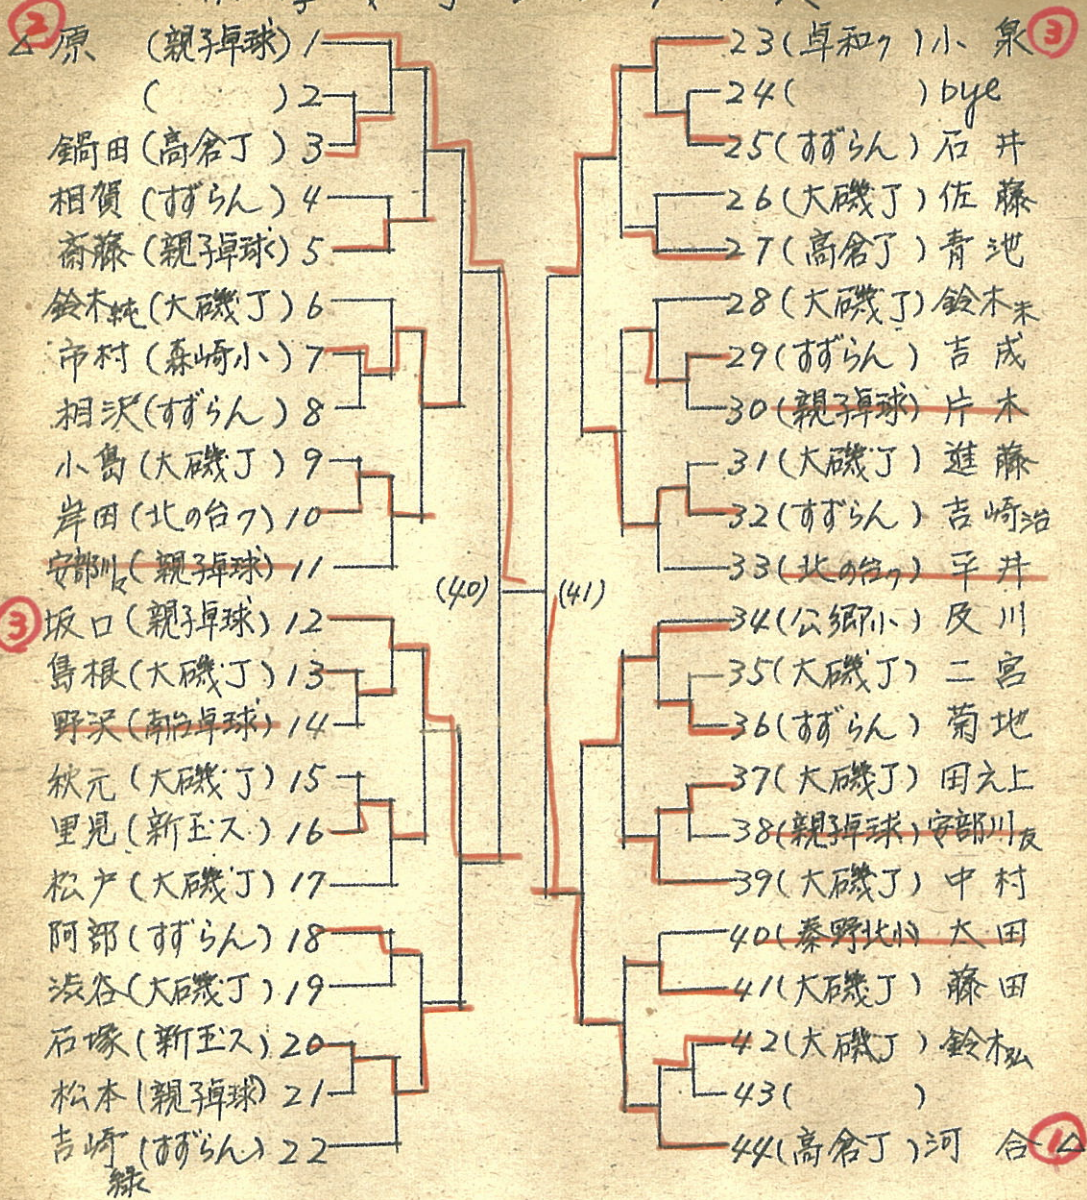 ② △原 (親子卓球) 1
( ) 2
鍋田 (高倉丁) 3
相賀 (すずらん) 4
斎藤 (親子卓球) 5
鈴木純 (大磯丁) 6
市村 (森崎小) 7
相沢 (すずらん) 8
小島 (大磯丁) 9
岸田 (北の台ク) 10
安部川友 (親子卓球) 11
③ 坂口 (親子卓球) 12
島根 (大磯丁) 13
野沢 (南台卓球) 14
秋元 (大磯丁) 15
里見 (新玉ス) 16
松戸 (大磯丁) 17
阿部 (すずらん) 18
渋谷 (大磯丁) 19
石塚 (新玉ス) 20
松本 (親子卓球) 21
吉崎緑 (すずらん) 22
(40) (41)
23 (卓和ク) 小泉 ③
24 ( ) bye
25 (すずらん) 石井
26 (大磯丁) 佐藤
27 (高倉丁) 青池
28 (大磯丁) 鈴木朱
29 (すずらん) 吉成
30 (親子卓球) 片木
31 (大磯丁) 進藤
32 (すずらん) 吉崎治
33 (北の台ク) 平井
34 (公郷小) 及川
35 (大磯丁) 二宮
36 (すずらん) 菊地
37 (大磯丁) 田之上
38 (親子卓球) 安部川友
39 (大磯丁) 中村
40 (秦野北小) 太田
41 (大磯丁) 藤田
42 (大磯丁) 鈴木弘
43 ( )
44 (高倉丁) 河合 ① △